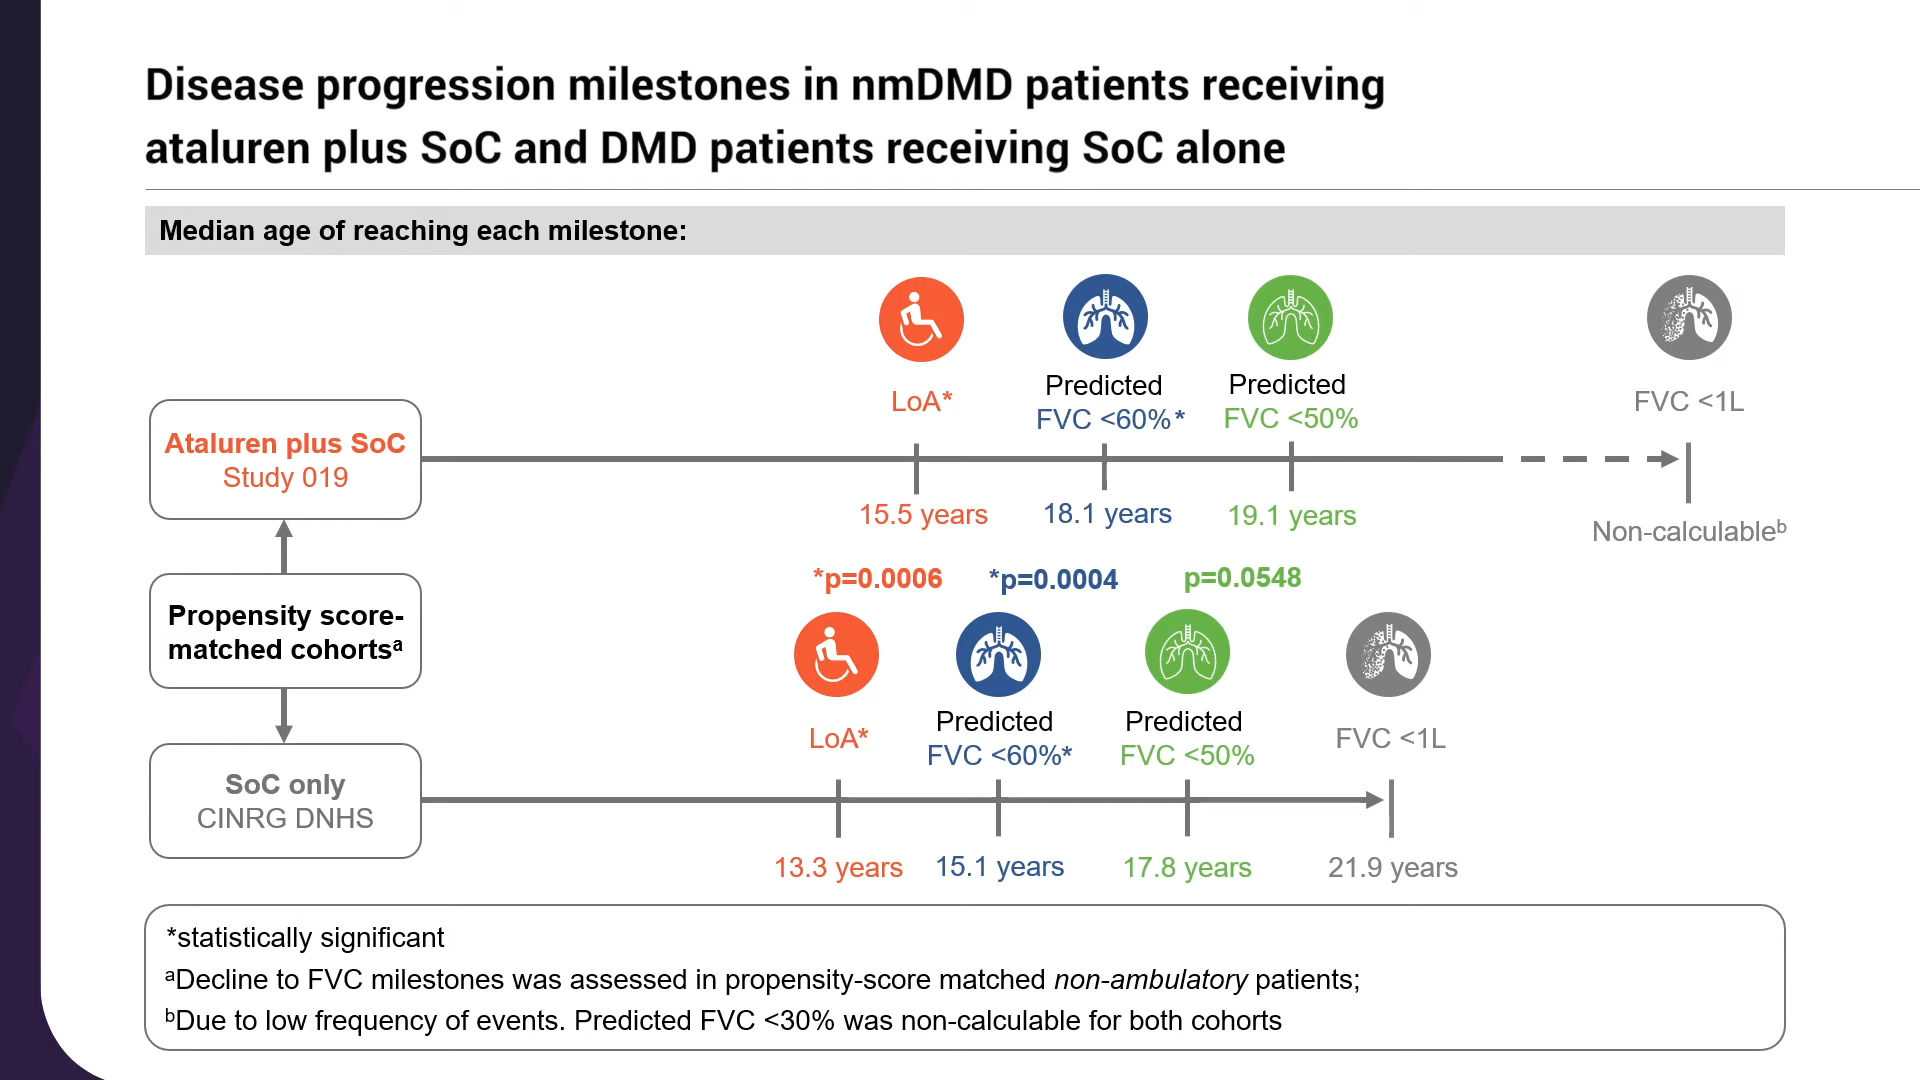 Disease progression milestones in nmDMD patients receiving
ataluren plus SoC and DMD patients receiving SoC alone
Median age of reaching each milestone:
Ataluren plus SoC
Study 019
LoA*
Predicted
FVC <60%*
Predicted
FVC <50%
FVC <1L
15.5 years
18.1 years
19.1 years
Non-calculableᵇ
Propensity score-
matched cohortsᵃ
*p=0.0006
*p=0.0004
p=0.0548
SoC only
CINRG DNHS
LoA*
Predicted
FVC <60%*
Predicted
FVC <50%
FVC <1L
13.3 years
15.1 years
17.8 years
21.9 years
*statistically significant
ᵃDecline to FVC milestones was assessed in propensity-score matched non-ambulatory patients;
ᵇDue to low frequency of events. Predicted FVC <30% was non-calculable for both cohorts